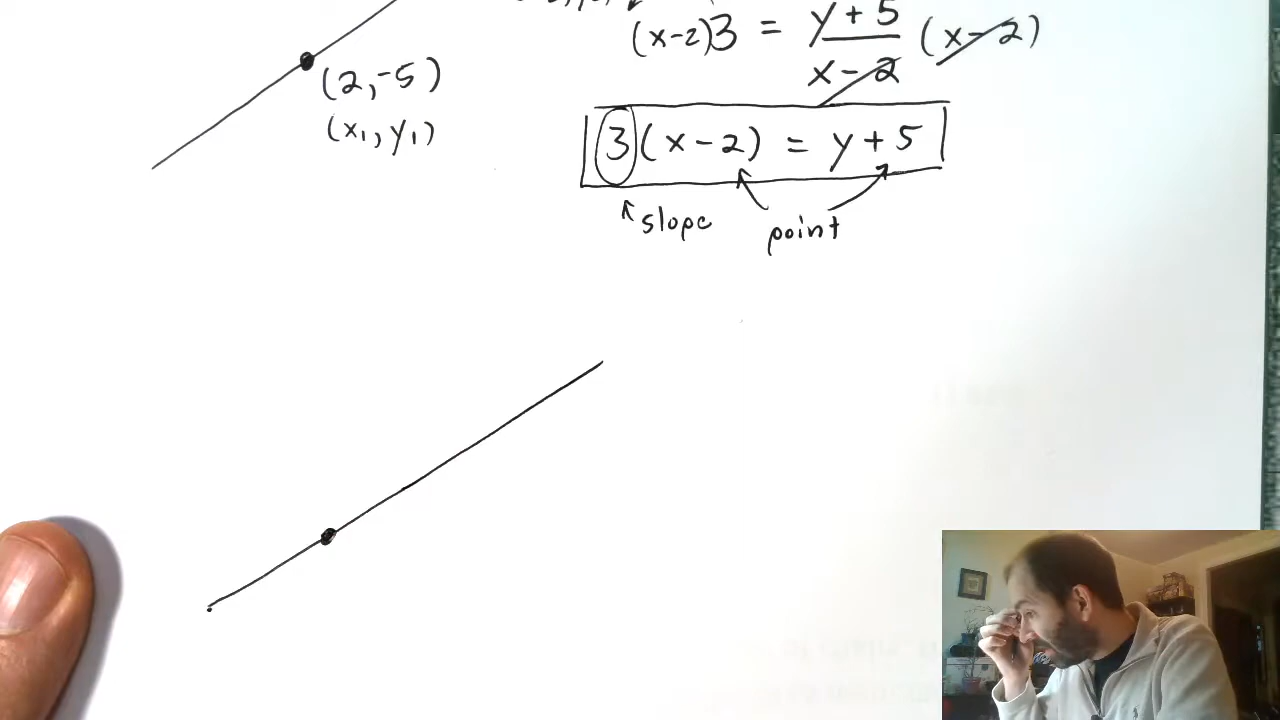 (x-2)3 = y+5 (x-2)
x-2
(2,-5)
(x₁, y₁)
3(x-2) = y+5
slope
point